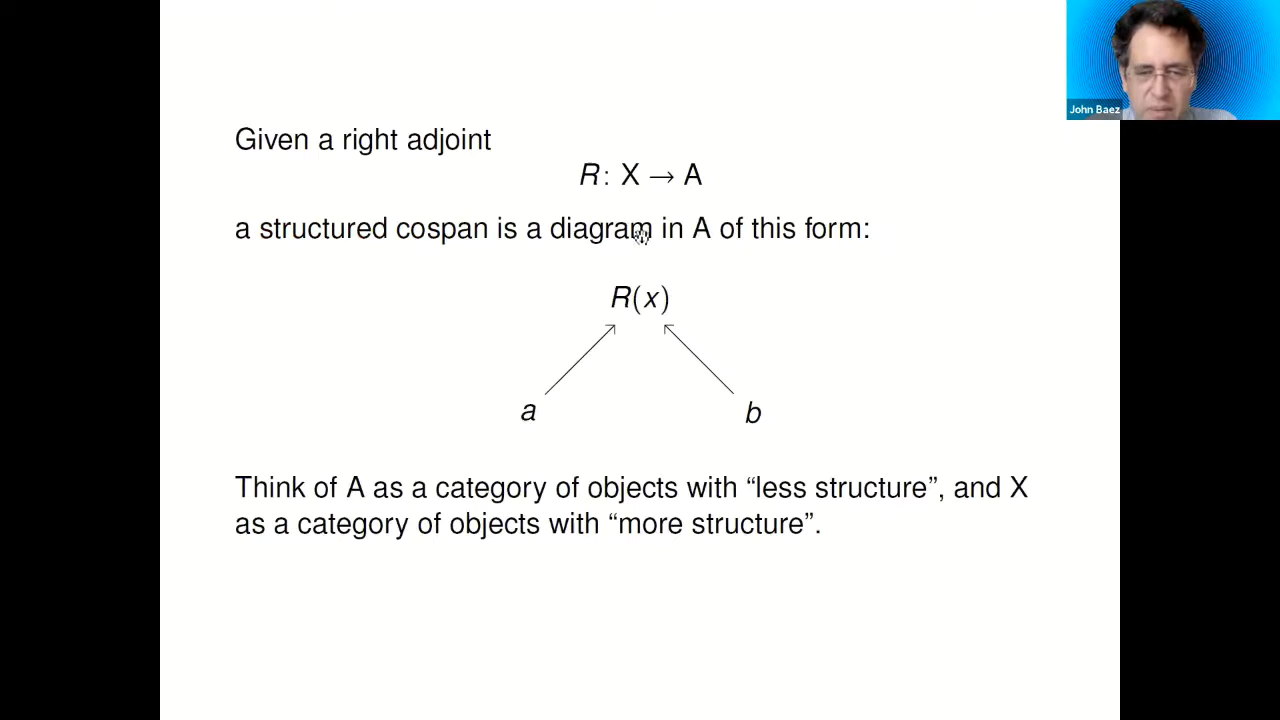 John Baez
Given a right adjoint
R: X → A
a structured cospan is a diagram in A of this form:
R(x)
a b
Think of A as a category of objects with “less structure”, and X
as a category of objects with “more structure”.